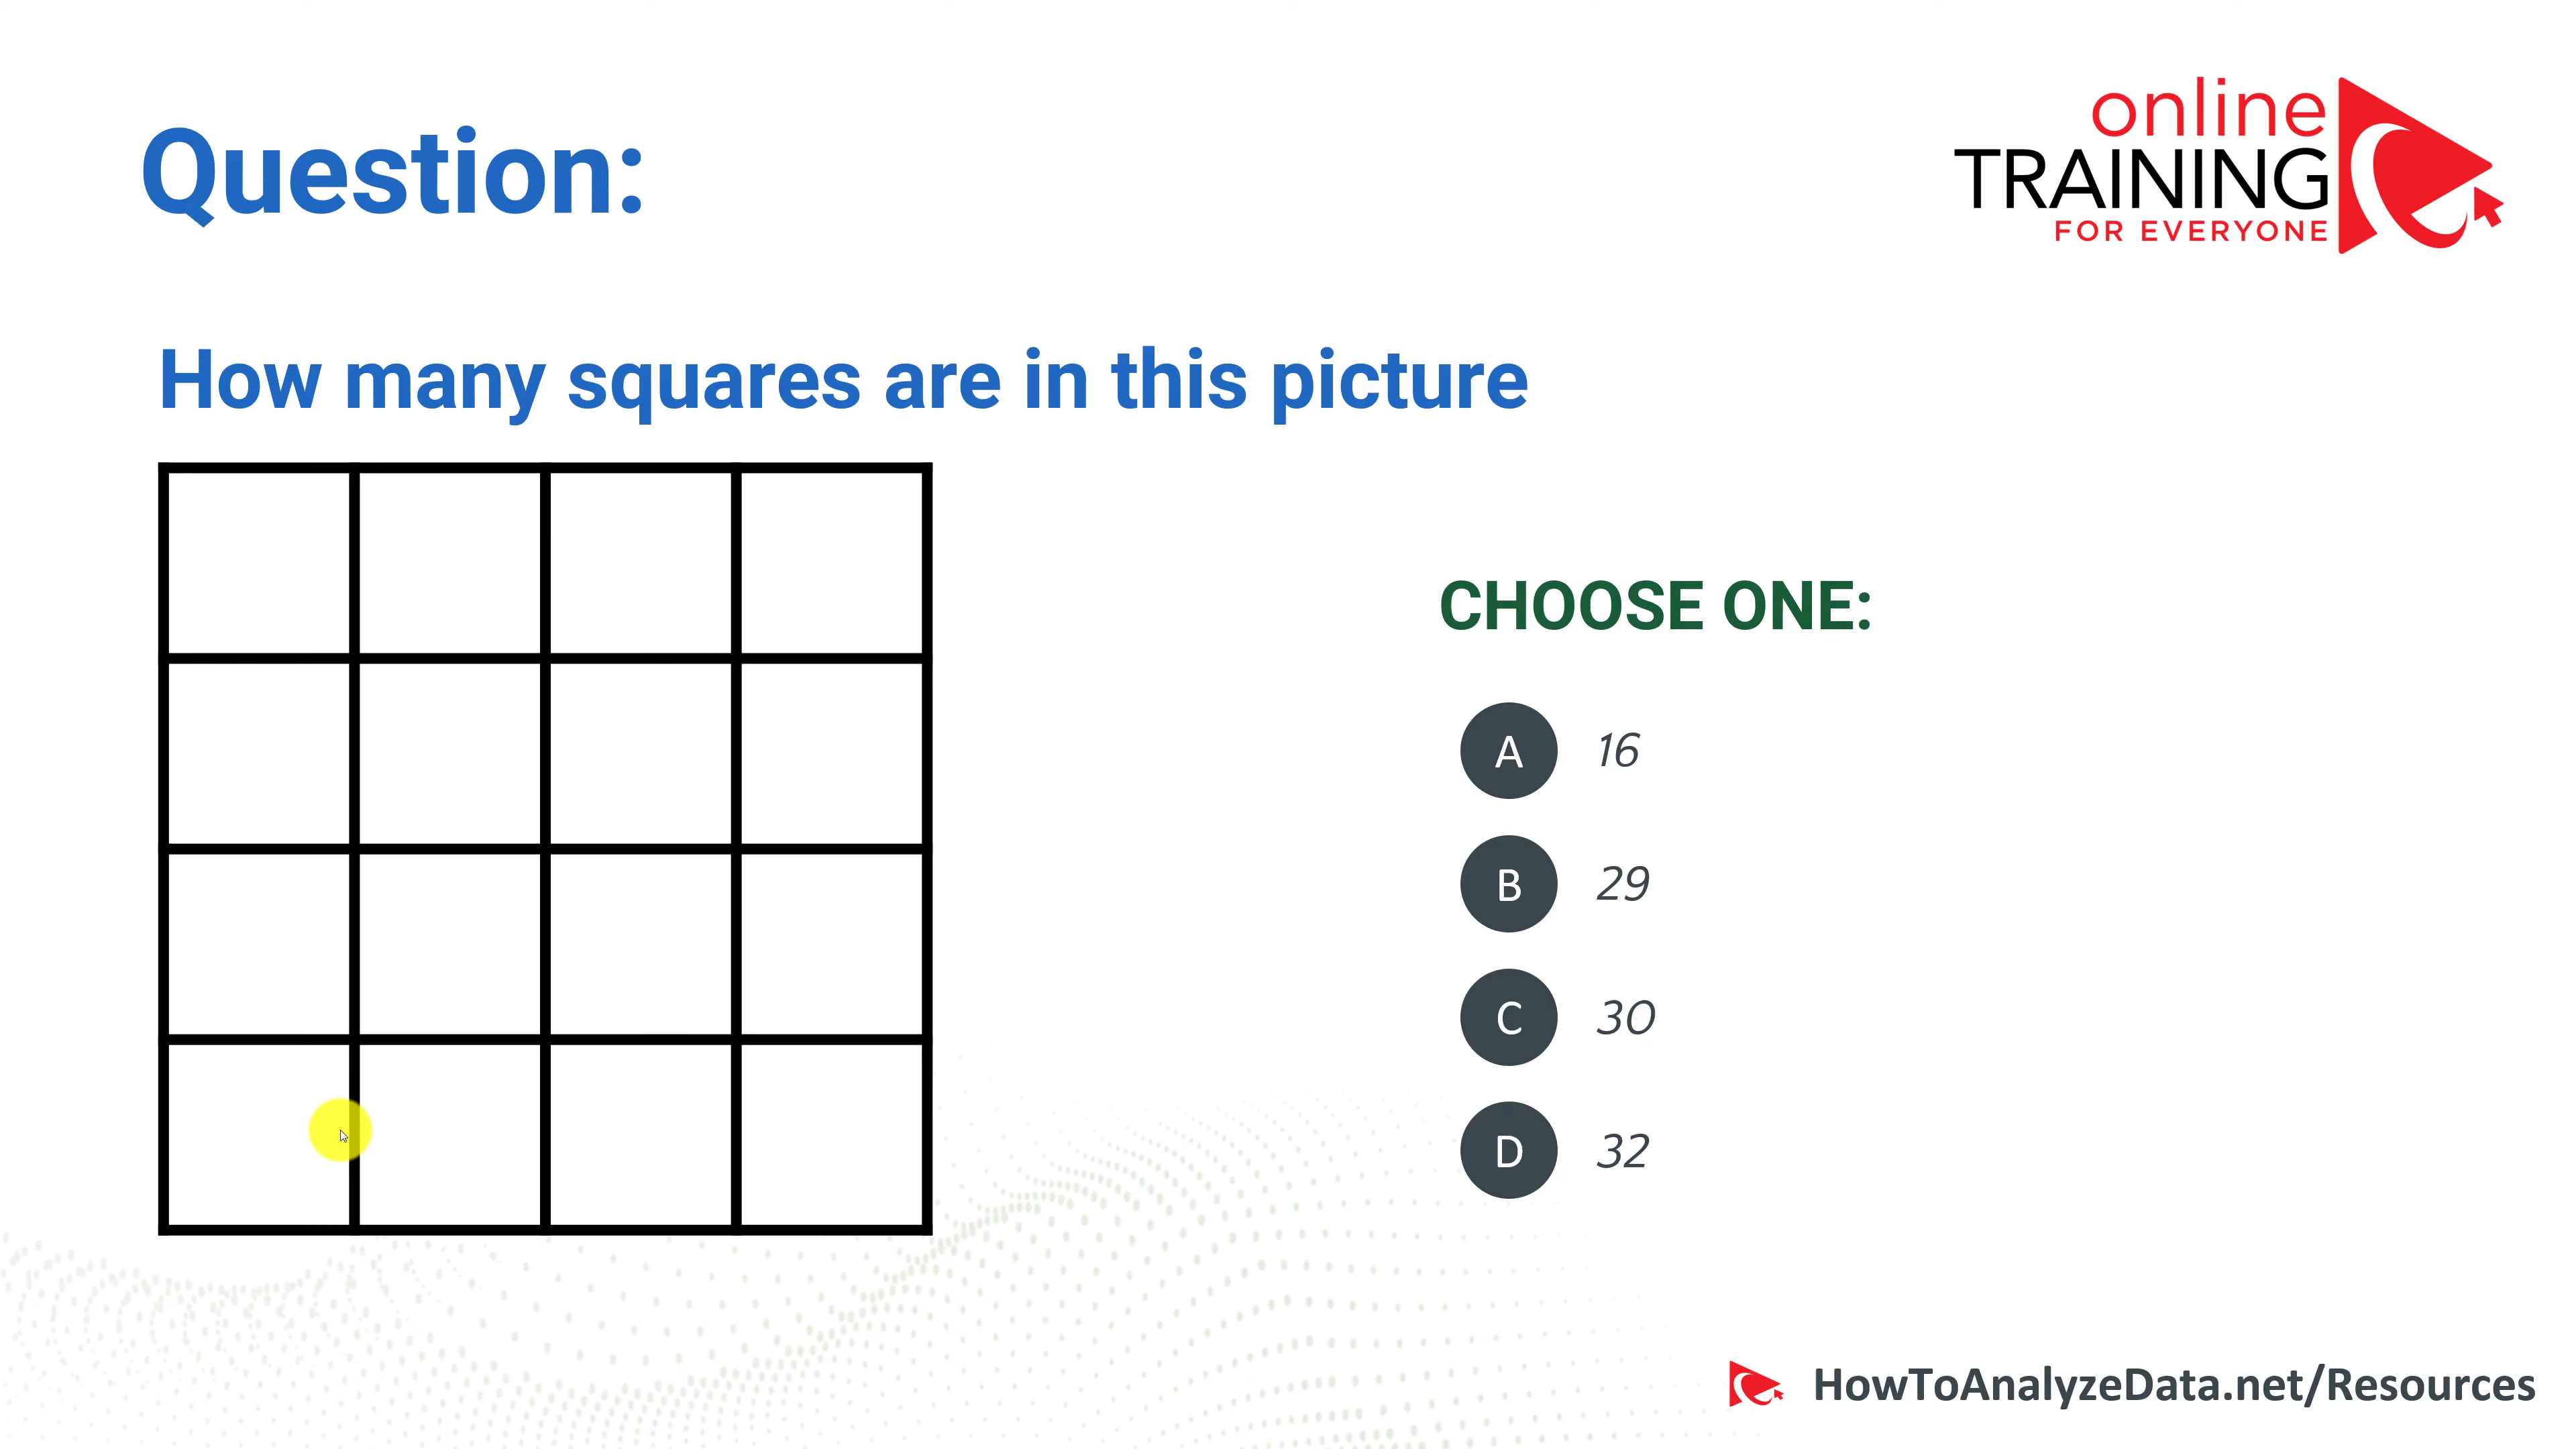 online
TRAINING
FOR EVERYONE
Question:
How many squares are in this picture
CHOOSE ONE:
A 16
B 29
C 30
D 32
HowToAnalyzeData.net/Resources